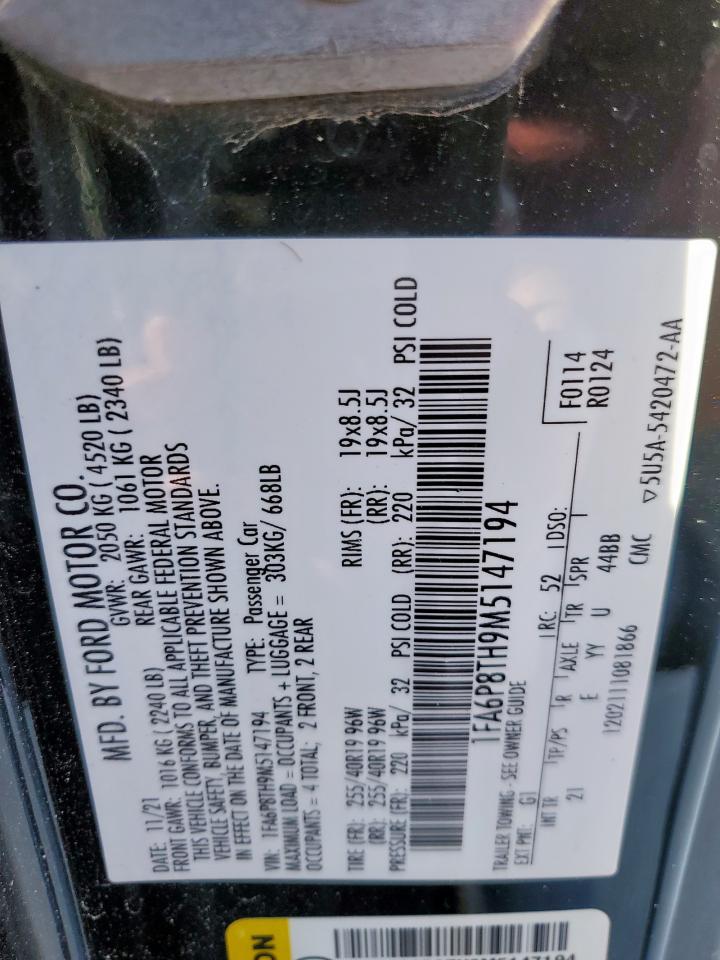 MFD. BY FORD MOTOR CO.
DATE: 11/21 GVWR: 2050 KG ( 4520 LB)
FRONT GAWR: 1016 KG ( 2240 LB) REAR GAWR: 1061 KG ( 2340 LB)
THIS VEHICLE CONFORMS TO ALL APPLICABLE FEDERAL MOTOR
VEHICLE SAFETY, BUMPER, AND THEFT PREVENTION STANDARDS
IN EFFECT ON THE DATE OF MANUFACTURE SHOWN ABOVE.
VIN: 1FA6P8TH9M5147194 TYPE: Passenger Car
MAXIMUM LOAD = OCCUPANTS + LUGGAGE = 303KG/ 668LB
OCCUPANTS = 4 TOTAL; 2 FRONT, 2 REAR
TIRE (FR): 255/40R19 96W RIMS (FR): 19x8.5J
(RR): 255/40R19 96W (RR): 19x8.5J
PRESSURE (FR): 220 kPa/ 32 PSI COLD (RR): 220 kPa/ 32 PSI COLD
1FA6P8TH9M5147194
TRAILER TOWING - SEE OWNER GUIDE
EXT PNT: G1 RC: 52 DSO: F0114
R0124
INT TR TP/PS R AXLE TR SPR
21 E YY U 44BB
12021111081866 CMC ▽5U5A-5420472-AA
ON
M5147194